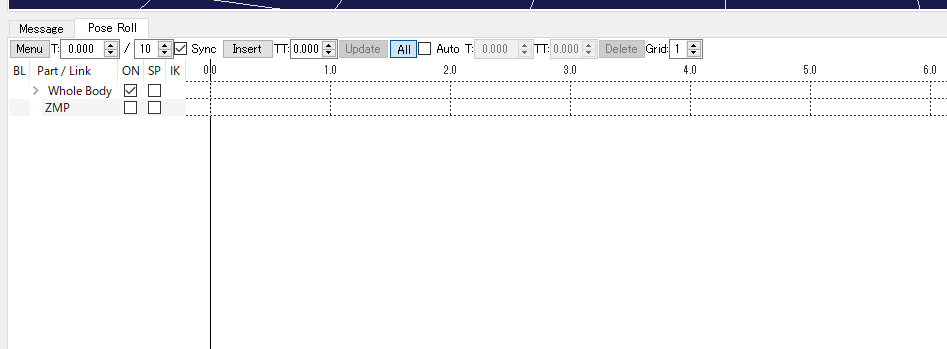 Message Pose Roll
Menu T: 0.000 / 10 Sync Insert TT: 0.000 Update All Auto T: 0.000 TT: 0.000 Delete Grid: 1
BL Part / Link ON SP IK 0.0 1.0 2.0 3.0 4.0 5.0 6.0
Whole Body
ZMP